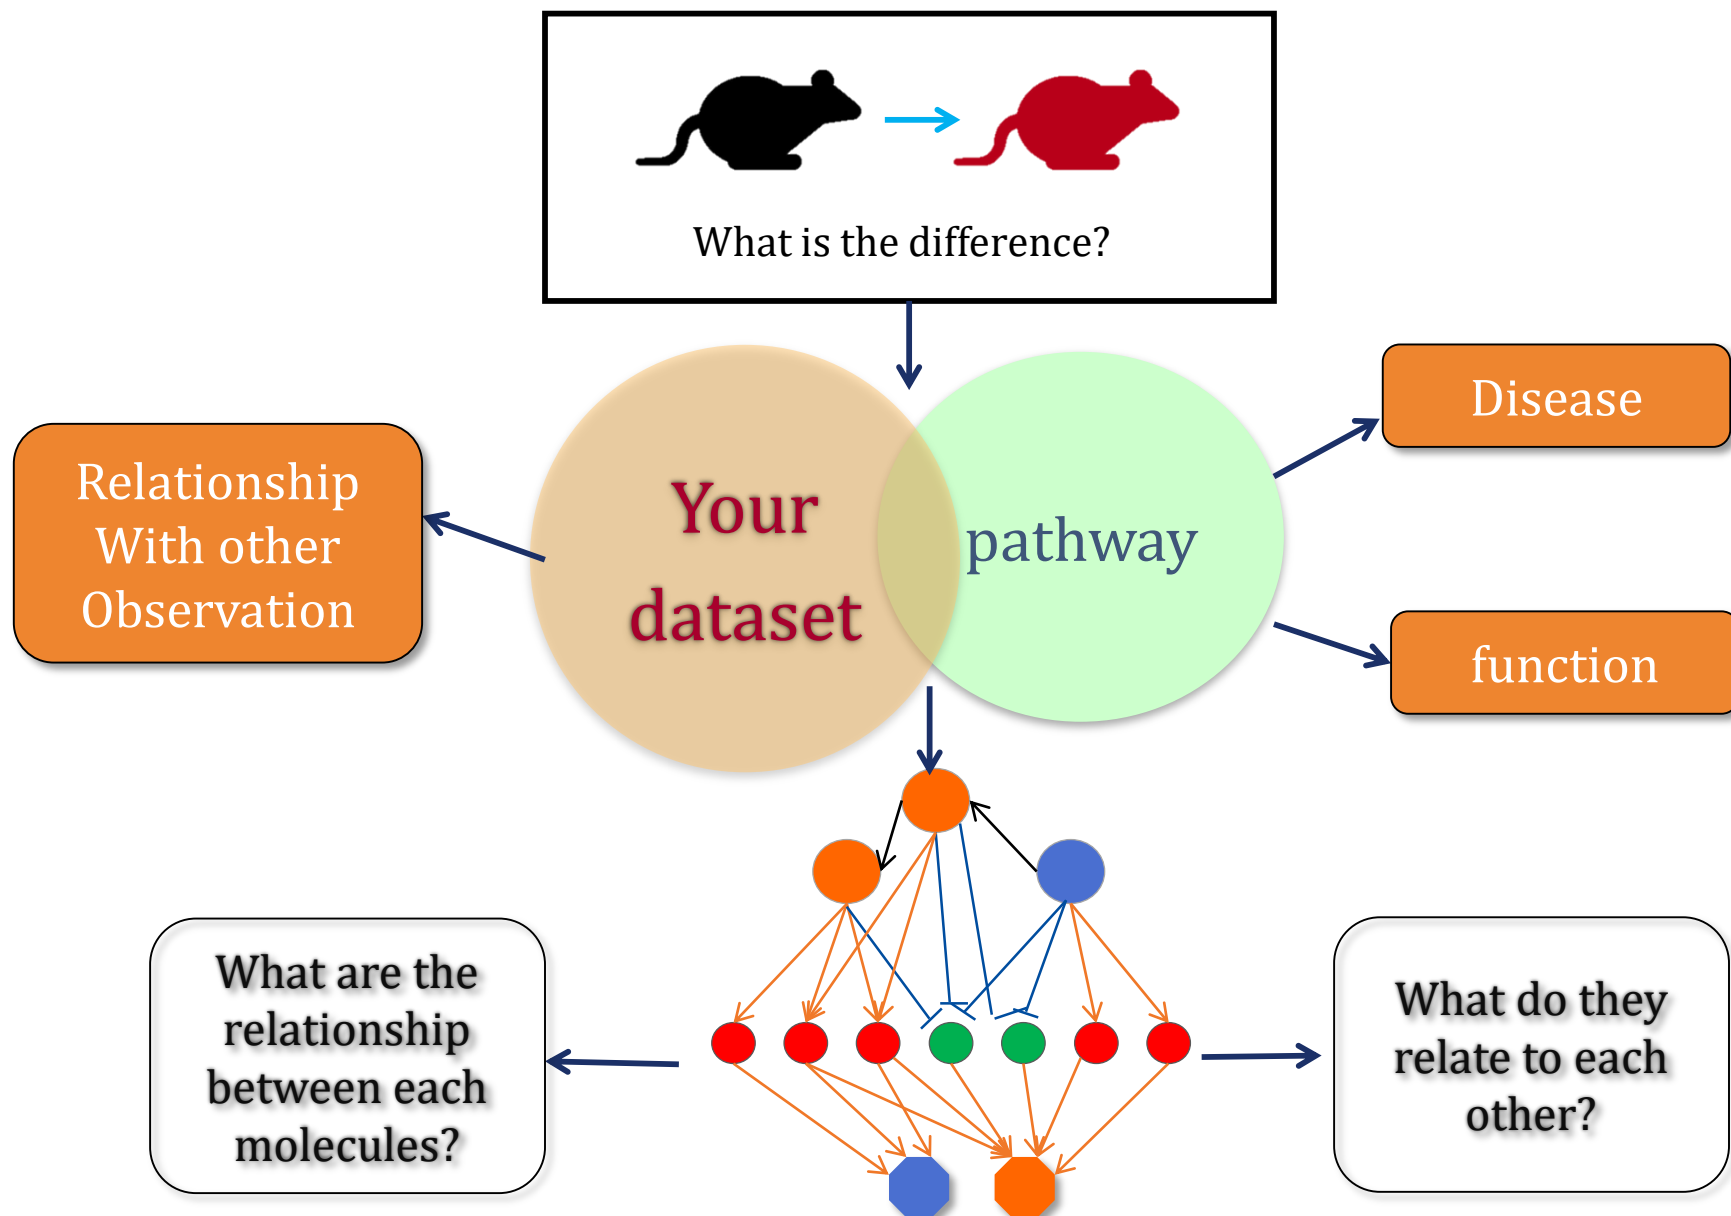 What is the difference?
Disease
Relationship
With other
Observation
Your
dataset
pathway
function
What are the
relationship
between each
molecules?
What do they
relate to each
other?